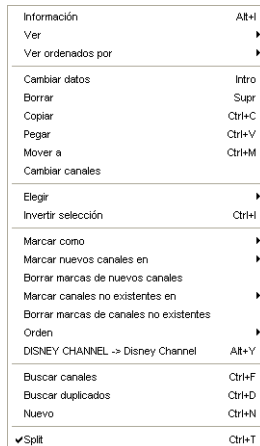 Información Alt+I
Ver
Ver ordenados por
Cambiar datos Intro
Borrar Supr
Copiar Ctrl+C
Pegar Ctrl+V
Mover a Ctrl+M
Cambiar canales
Elegir
Invertir selección Ctrl+I
Marcar como
Marcar nuevos canales en
Borrar marcas de nuevos canales
Marcar canales no existentes en
Borrar marcas de canales no existentes
Orden
DISNEY CHANNEL -> Disney Channel Alt+Y
Buscar canales Ctrl+F
Buscar duplicados Ctrl+D
Nuevo Ctrl+N
Split Ctrl+T